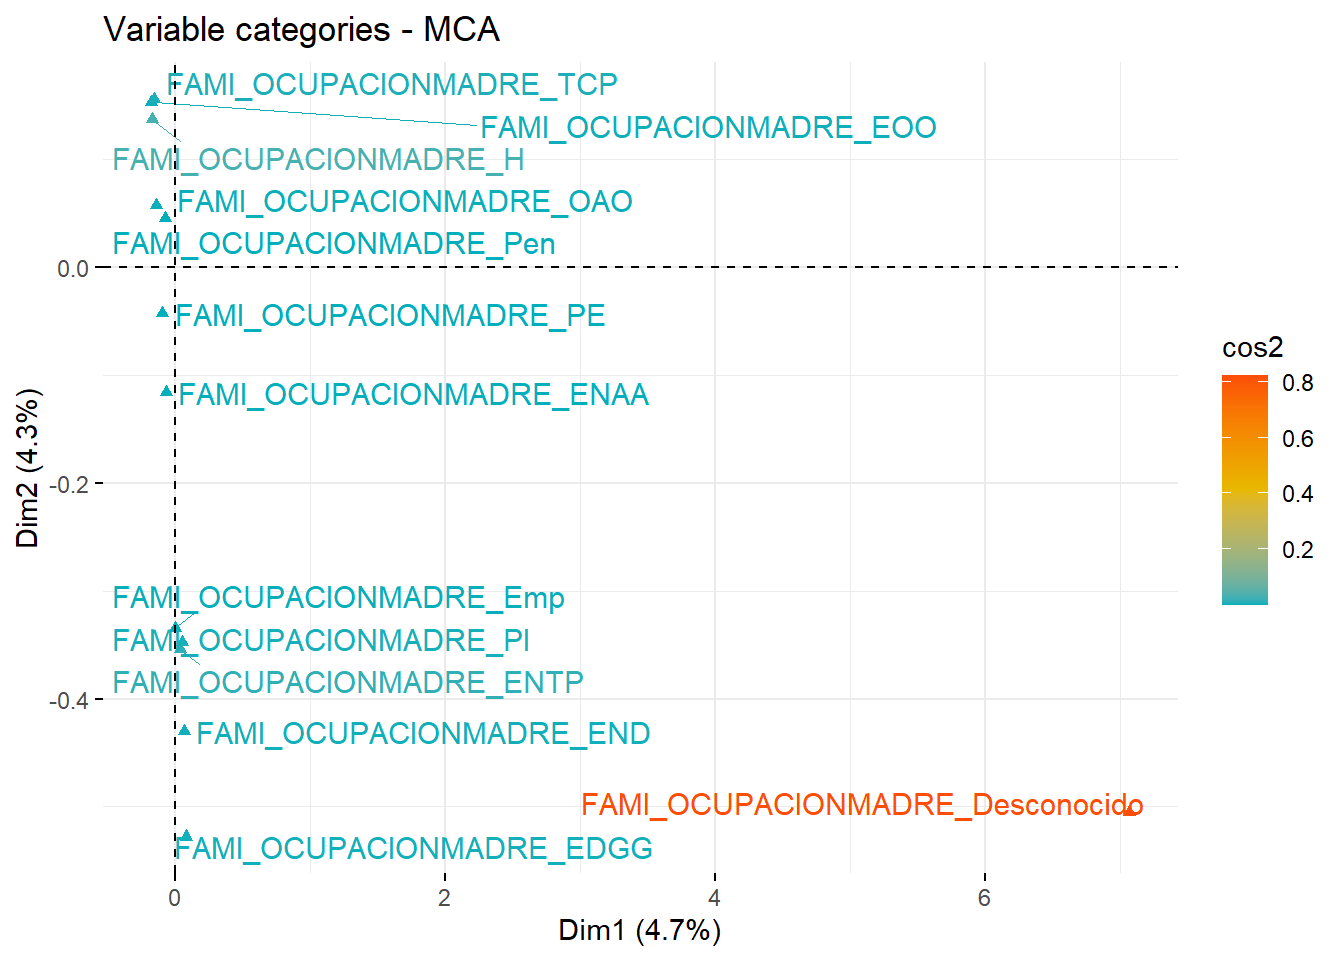 Variable categories - MCA
FAMI_OCUPACIONMADRE_TCP
FAMI_OCUPACIONMADRE_EOO
FAMI_OCUPACIONMADRE_H
FAMI_OCUPACIONMADRE_OAO
FAMI_OCUPACIONMADRE_Pen
0.0
FAMI_OCUPACIONMADRE_PE
cos2
0.8
FAMI_OCUPACIONMADRE_ENAA
0.6
Dim2 (4.3%)
-0.2
0.4
0.2
FAMI_OCUPACIONMADRE_Emp
FAMI_OCUPACIONMADRE_PI
FAMI_OCUPACIONMADRE_ENTP
-0.4
FAMI_OCUPACIONMADRE_END
FAMI_OCUPACIONMADRE_Desconocido
FAMI_OCUPACIONMADRE_EDGG
0 2 4 6
Dim1 (4.7%)